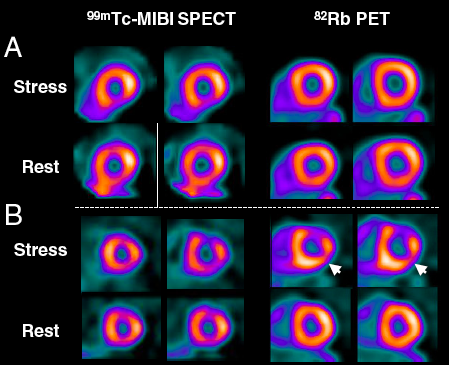 ⁹⁹ᵐTc-MIBI SPECT ⁸²Rb PET
A
Stress
Rest
B
Stress
Rest